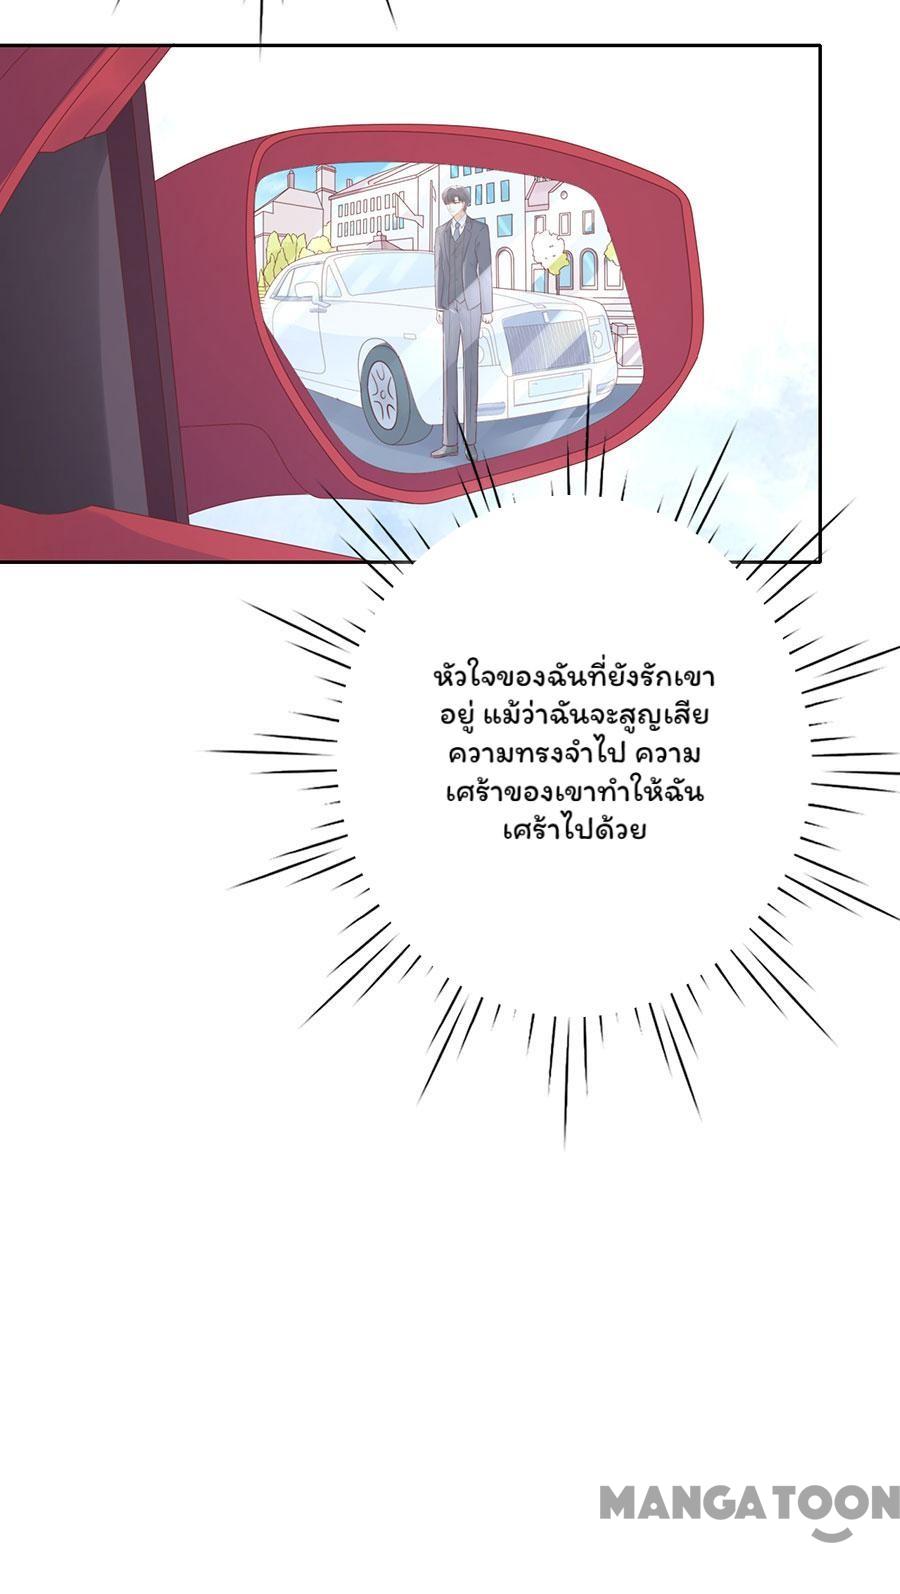 หัวใจของฉันที่ยังรักเขา
อยู่ แม้ว่าฉันจะสูญเสีย
ความทรงจำไป ความ
เศร้าของเขาทำให้ฉัน
เศร้าไปด้วย
MANGATOON